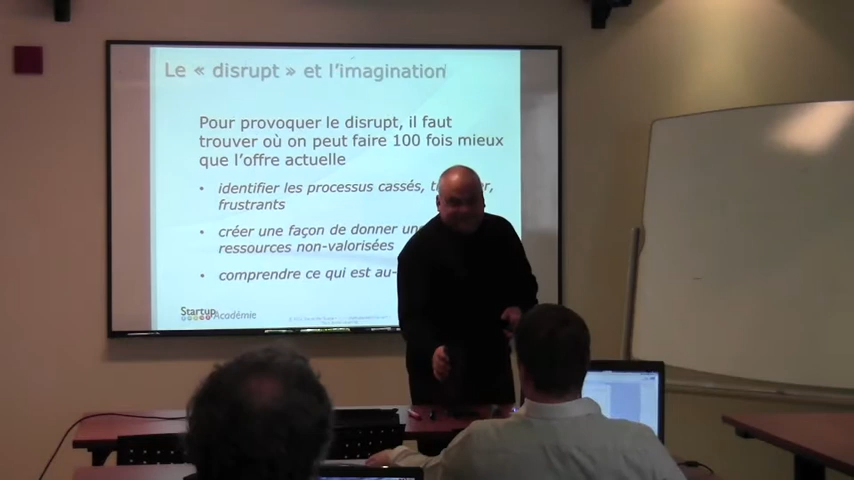 Le « disrupt » et l'imagination
Pour provoquer le disrupt, il faut
trouver où on peut faire 100 fois mieux
que l'offre actuelle
• identifier les processus cassés,
frustrants
• créer une façon de donner
ressources non-valorisées
• comprendre ce qui est au-
Startup Académie